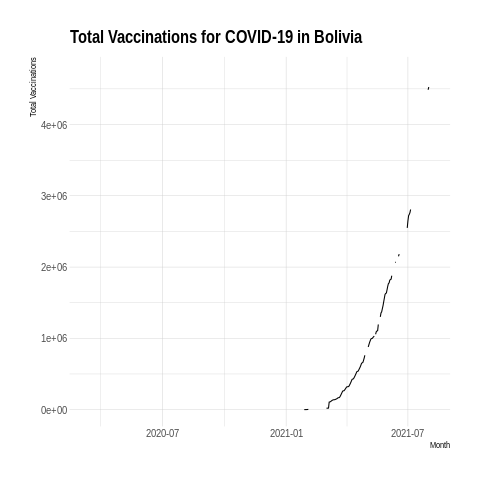 Total Vaccinations for COVID-19 in Bolivia
Total Vaccinations
4e+06
3e+06
2e+06
1e+06
0e+00
2020-07
2021-01
2021-07
Month